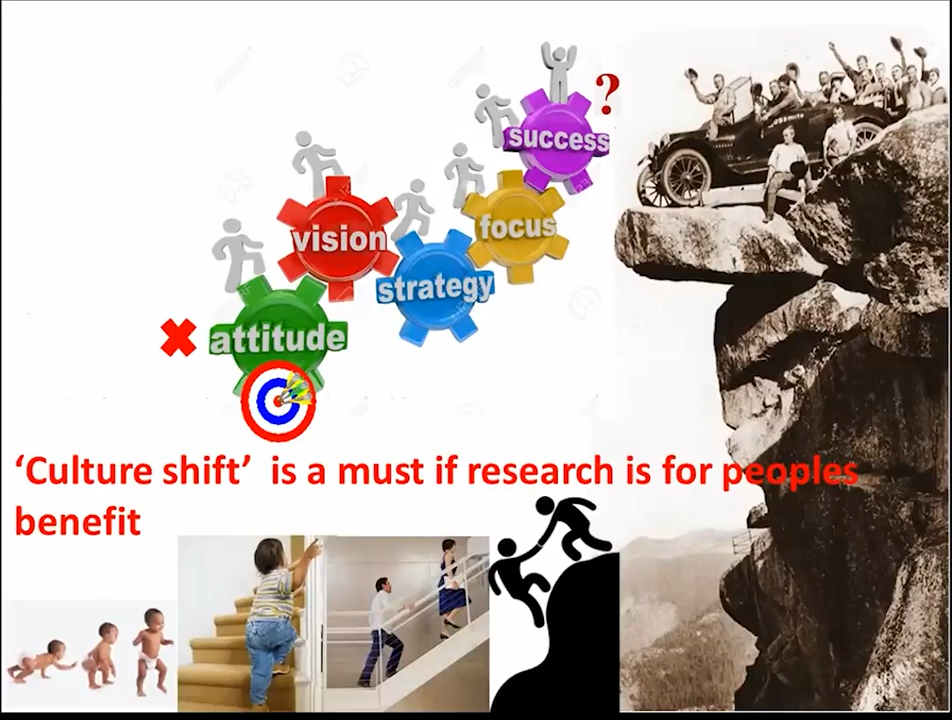 success
?
focus
vision
strategy
attitude
‘Culture shift’ is a must if research is for peoples
benefit